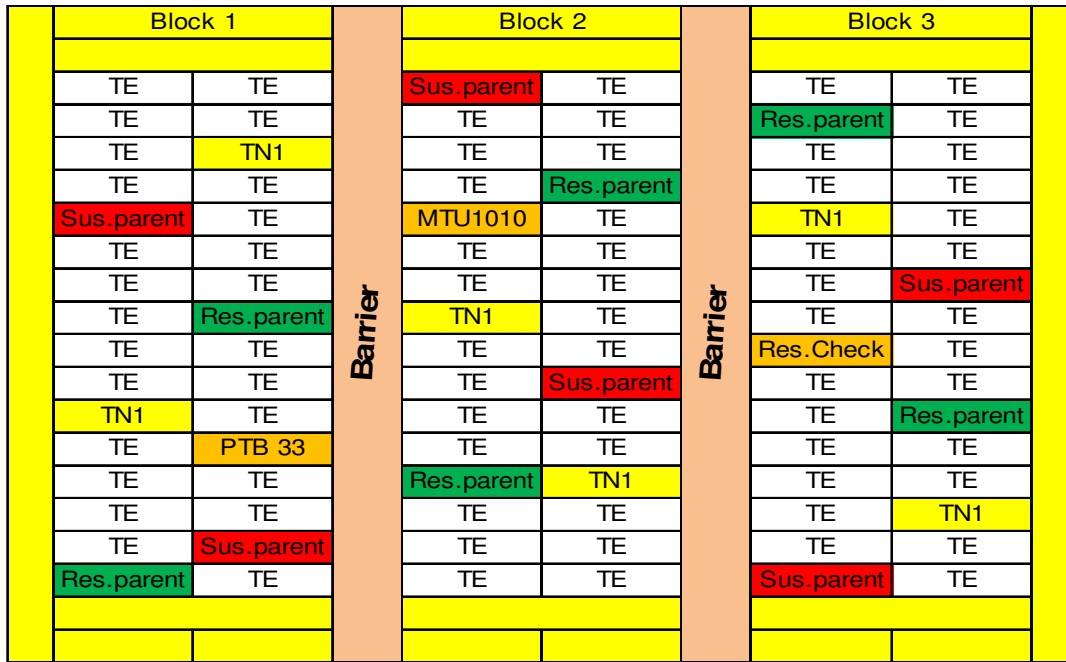 Block 1 Block 2 Block 3
TE TE Sus.parent TE TE TE
TE TE TE TE Res.parent TE
TE TN1 TE TE TE TE
TE TE TE Res.parent TE TE
Sus.parent TE MTU1010 TE TN1 TE
TE TE TE TE TE TE
TE TE TE TE TE Sus.parent
TE Res.parent TN1 TE TE TE
TE TE TE TE Res.Check TE
TE TE TE Sus.parent TE TE
TN1 TE TE TE TE Res.parent
TE PTB 33 TE TE TE TE
TE TE Res.parent TN1 TE TE
TE TE TE TE TE TN1
TE Sus.parent TE TE TE TE
Res.parent TE TE TE Sus.parent TE
Barrier
Barrier